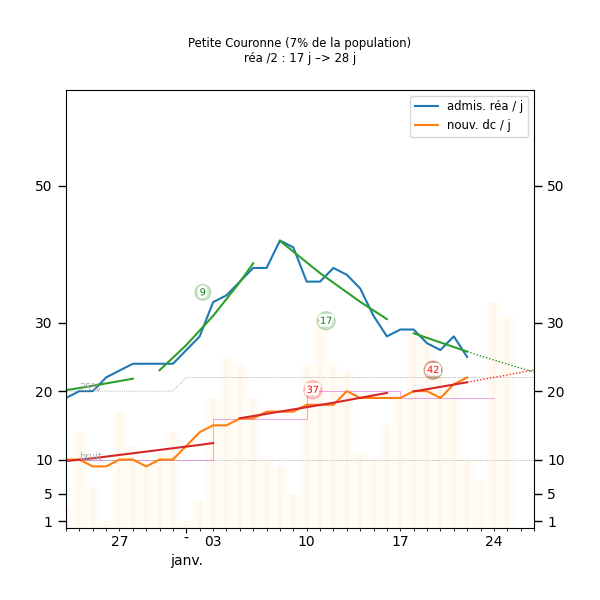 Petite Couronne (7% de la population)
réa /2 : 17 j –> 28 j
admis. réa / j
nouv. dc / j
50 50
30 30
20 20
10 10
5 5
1 1
9
17
37
42
25%
bruit
27 - 03 10 17 24
janv.